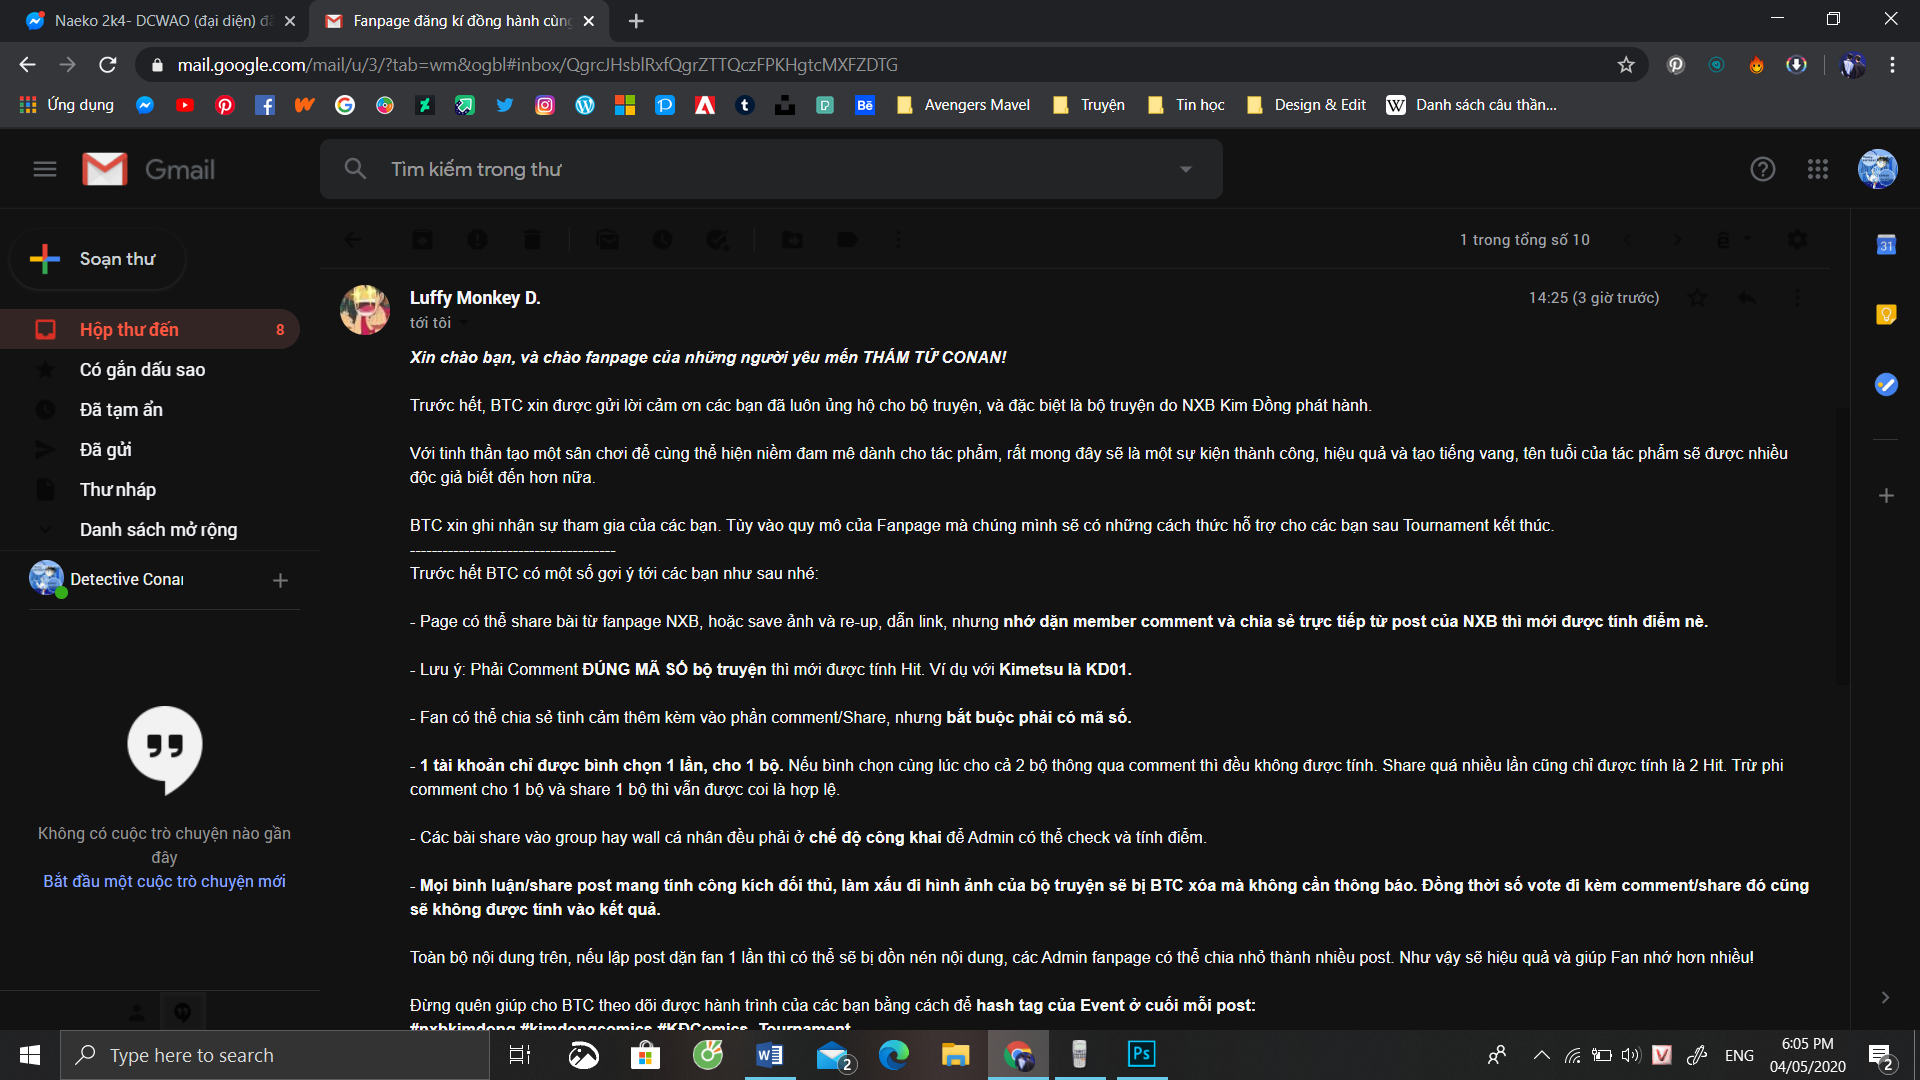 Naeko 2k4- DCWAO (đại diện) đã
Fanpage đăng kí đồng hành cùng
mail.google.com/mail/u/3/?tab=wm&ogbl#inbox/QgrcJHsblRxfQgrZTTQczFPKHgtcMXFZDTG
Ứng dụng
Avengers Mavel
Truyện
Tin học
Design & Edit
Danh sách câu thần...
Gmail
Tìm kiếm trong thư
Soạn thư
1 trong tổng số 10
Hộp thư đến 8
Có gắn dấu sao
Đã tạm ẩn
Đã gửi
Thư nháp
Danh sách mở rộng
Detective Conan
Không có cuộc trò chuyện nào gần
đây
Bắt đầu một cuộc trò chuyện mới
Luffy Monkey D.
14:25 (3 giờ trước)
tới tôi
Xin chào bạn, và chào fanpage của những người yêu mến THÁM TỬ CONAN!
Trước hết, BTC xin được gửi lời cảm ơn các bạn đã luôn ủng hộ cho bộ truyện, và đặc biệt là bộ truyện do NXB Kim Đồng phát hành.
Với tinh thần tạo một sân chơi để cùng thể hiện niềm đam mê dành cho tác phẩm, rất mong đây sẽ là một sự kiện thành công, hiệu quả và tạo tiếng vang, tên tuổi của tác phẩm sẽ được nhiều
độc giả biết đến hơn nữa.
BTC xin ghi nhận sự tham gia của các bạn. Tùy vào quy mô của Fanpage mà chúng mình sẽ có những cách thức hỗ trợ cho các bạn sau Tournament kết thúc.
--------------------------------------
Trước hết BTC có một số gợi ý tới các bạn như sau nhé:
- Page có thể share bài từ fanpage NXB, hoặc save ảnh và re-up, dẫn link, nhưng nhớ dặn member comment và chia sẻ trực tiếp từ post của NXB thì mới được tính điểm nè.
- Lưu ý: Phải Comment ĐÚNG MÃ SỐ bộ truyện thì mới được tính Hit. Ví dụ với Kimetsu là KD01.
- Fan có thể chia sẻ tình cảm thêm kèm vào phần comment/Share, nhưng bắt buộc phải có mã số.
- 1 tài khoản chỉ được bình chọn 1 lần, cho 1 bộ. Nếu bình chọn cùng lúc cho cả 2 bộ thông qua comment thì đều không được tính. Share quá nhiều lần cũng chỉ được tính là 2 Hit. Trừ phi
comment cho 1 bộ và share 1 bộ thì vẫn được coi là hợp lệ.
- Các bài share vào group hay wall cá nhân đều phải ở chế độ công khai để Admin có thể check và tính điểm.
- Mọi bình luận/share post mang tính công kích đối thủ, làm xấu đi hình ảnh của bộ truyện sẽ bị BTC xóa mà không cần thông báo. Đồng thời số vote đi kèm comment/share đó cũng
sẽ không được tính vào kết quả.
Toàn bộ nội dung trên, nếu lập post dặn fan 1 lần thì có thể sẽ bị dồn nén nội dung, các Admin fanpage có thể chia nhỏ thành nhiều post. Như vậy sẽ hiệu quả và giúp Fan nhớ hơn nhiều!
Đừng quên giúp cho BTC theo dõi được hành trình của các bạn bằng cách để hash tag của Event ở cuối mỗi post:
#nxbkimdong #kimdongcomics #KĐComics_Tournament
Type here to search
ENG
6:05 PM
04/05/2020